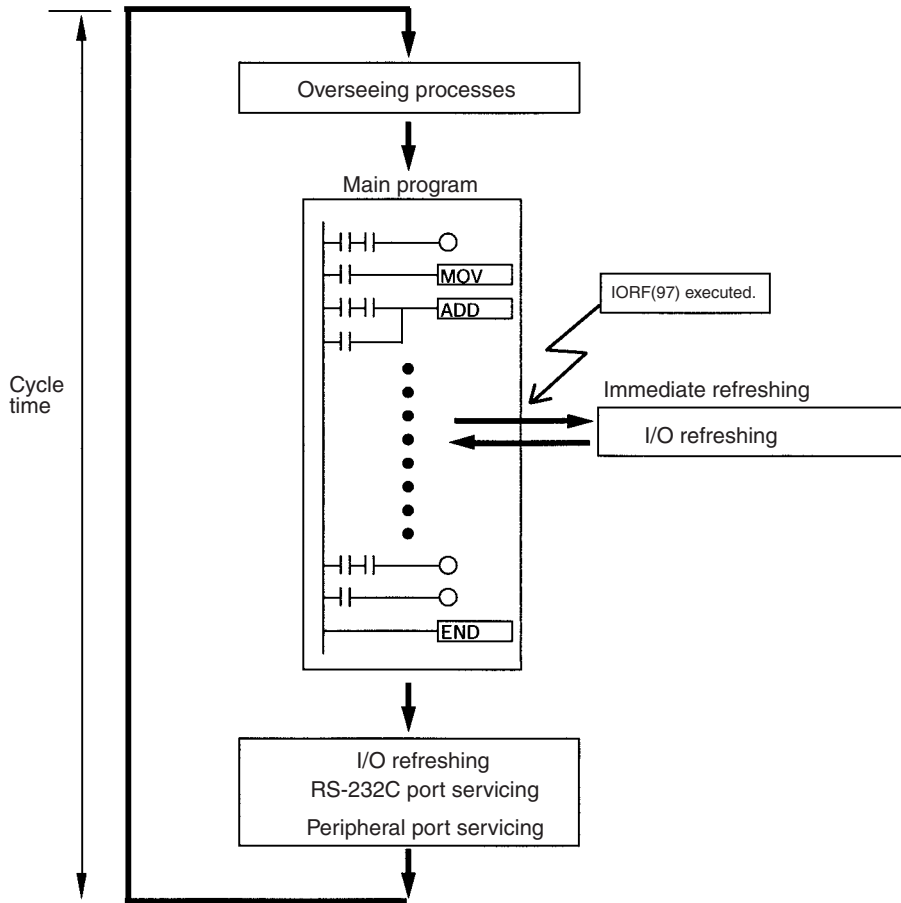 Overseeing processes
Main program
MOV
ADD
IORF(97) executed.
Cycle
time
Immediate refreshing
I/O refreshing
END
I/O refreshing
RS-232C port servicing
Peripheral port servicing